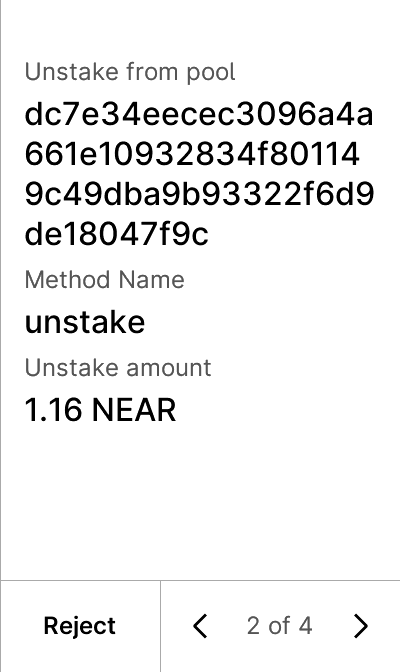 Unstake from pool
dc7e34eecec3096a4a
661e10932834f80114
9c49dba9b93322f6d9
de18047f9c
Method Name
unstake
Unstake amount
1.16 NEAR
Reject
2 of 4